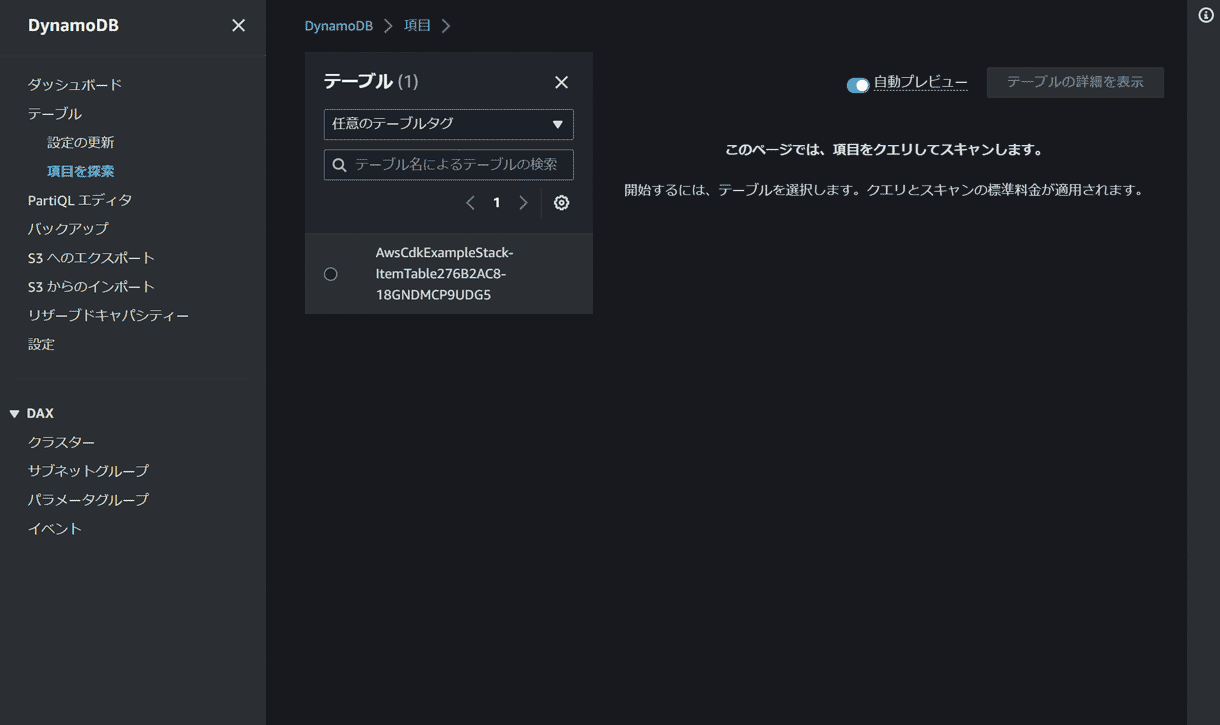 DynamoDB
ダッシュボード
テーブル
設定の更新
項目を探索
PartiQL エディタ
バックアップ
S3 へのエクスポート
S3 からのインポート
リザーブドキャパシティー
設定
DAX
クラスター
サブネットグループ
パラメータグループ
イベント
DynamoDB 項目
テーブル (1)
任意のテーブルタグ
テーブル名によるテーブルの検索
1
AwsCdkExampleStack-
ItemTable276B2AC8-
18GNDMCP9UDG5
自動プレビュー テーブルの詳細を表示
このページでは、項目をクエリしてスキャンします。
開始するには、テーブルを選択します。クエリとスキャンの標準料金が適用されます。